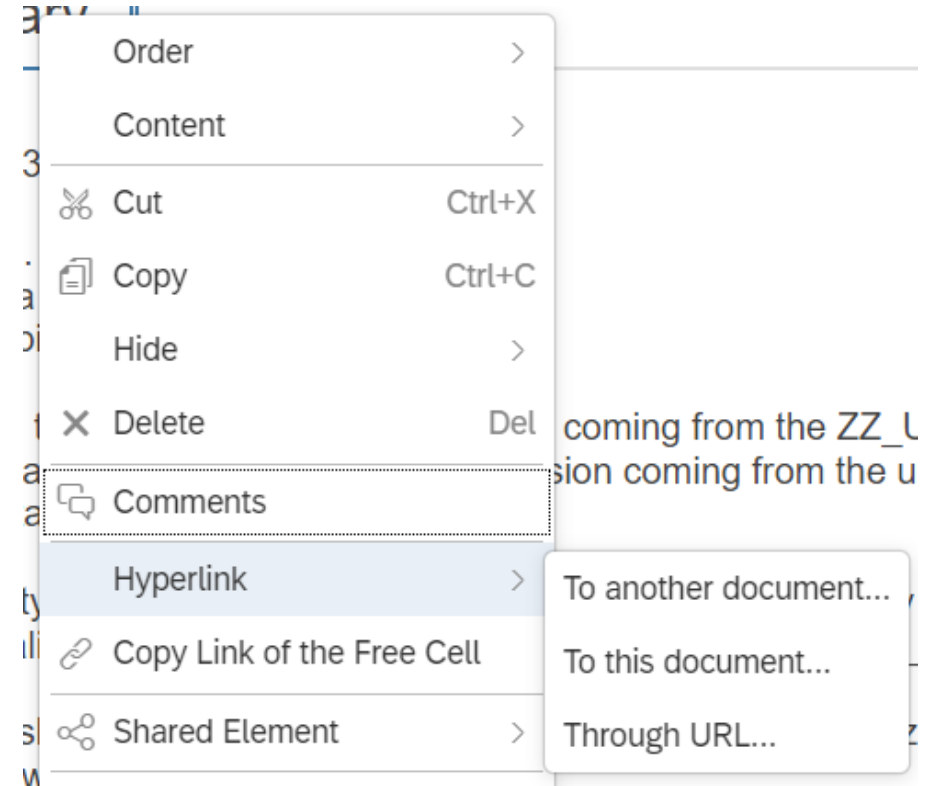 Order
Content
3
Cut Ctrl+X
Copy Ctrl+C
Hide
Delete Del
coming from the ZZ_U
sion coming from the u
Comments
Hyperlink
To another document...
Copy Link of the Free Cell
To this document...
Shared Element
Through URL...